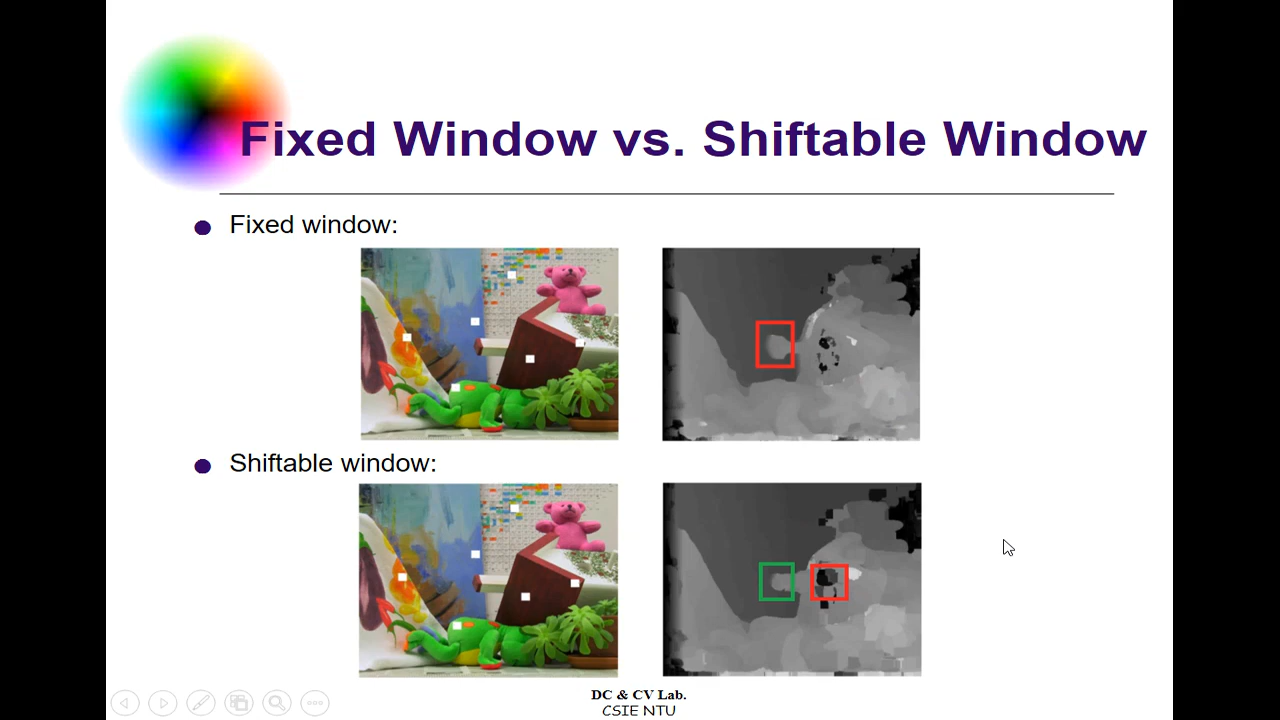 Fixed Window vs. Shiftable Window
Fixed window:
Shiftable window:
DC & CV Lab.
CSIE NTU